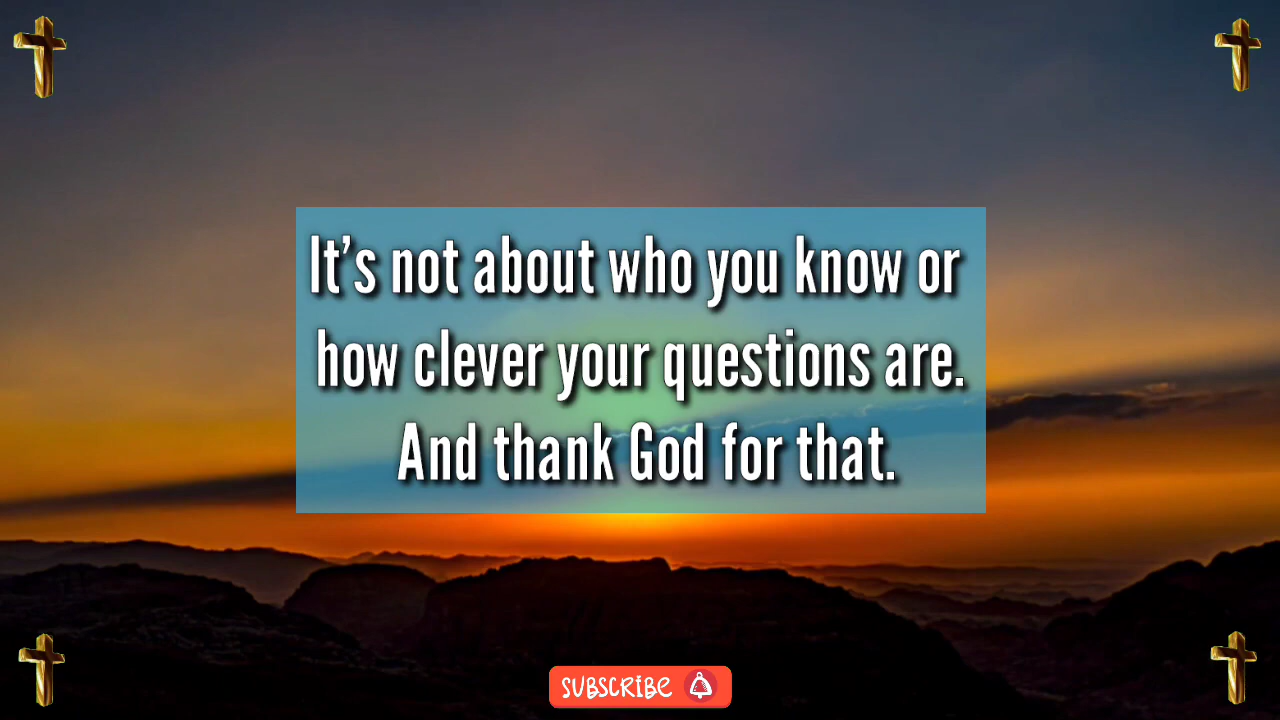 It's not about who you know or
how clever your questions are.
And thank God for that.
SUBSCRIBE